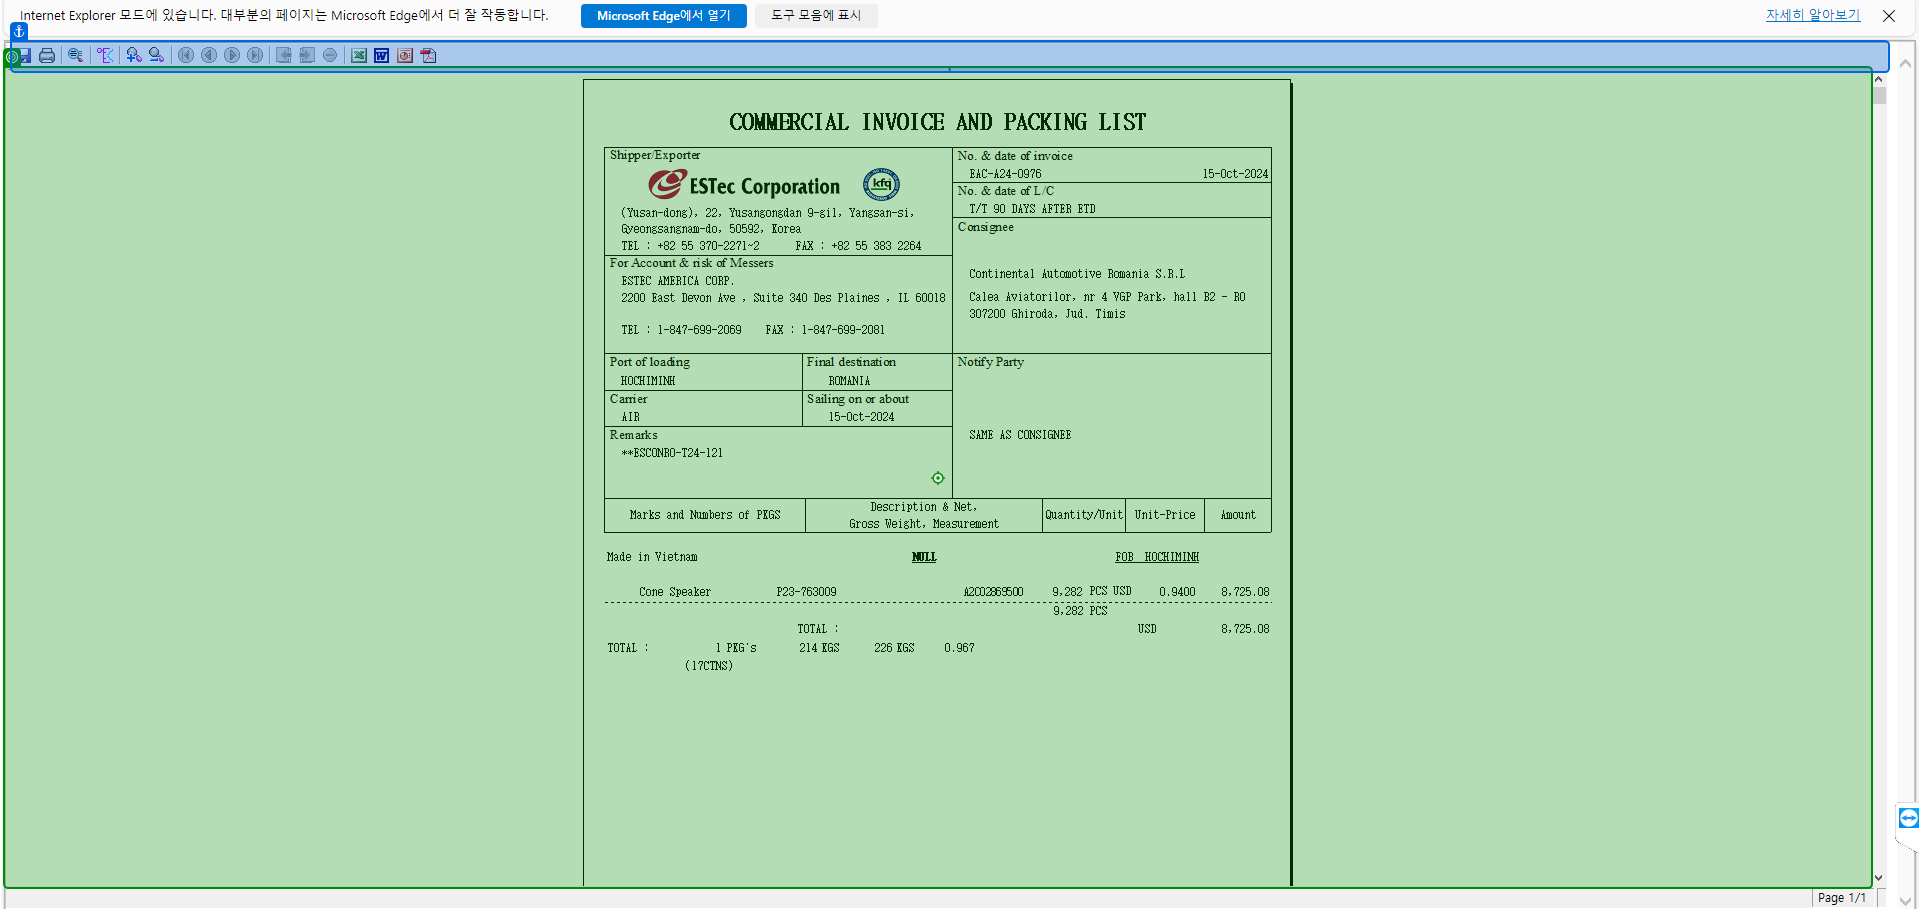 Internet Explorer 모드에 있습니다. 대부분의 페이지는 Microsoft Edge에서 더 잘 작동합니다.
Microsoft Edge에서 열기
도구 모음에 표시
자세히 알아보기
COMMERCIAL INVOICE AND PACKING LIST
Shipper/Exporter
ESTec Corporation
kfq
(Yusan-dong), 22, Yusangongdan 9-gil, Yangsan-si,
Gyeongsangnam-do, 50592, Korea
TEL : +82 55 370-2271~2 FAX : +82 55 383 2264
No. & date of invoice
EAC-A24-0976 15-Oct-2024
No. & date of L/C
T/T 90 DAYS AFTER ETD
Consignee
Continental Automotive Romania S.R.L
Calea Aviatorilor, nr 4 VGP Park, hall B2 - RO
307200 Ghiroda, Jud. Timis
For Account & risk of Messers
ESTEC AMERICA CORP.
2200 East Devon Ave , Suite 340 Des Plaines , IL 60018
TEL : 1-847-699-2069 FAX : 1-847-699-2081
Port of loading
HOCHIMINH
Final destination
ROMANIA
Notify Party
SAME AS CONSIGNEE
Carrier
AIR
Sailing on or about
15-Oct-2024
Remarks
**ESCONRO-T24-121
Marks and Numbers of PKGS
Description & Net,
Gross Weight, Measurement
Quantity/Unit
Unit-Price
Amount
Made in Vietnam NULL FOB HOCHIMINH
Cone Speaker P23-763009 A2C02869500 9,282 PCS USD 0.9400 8,725.08
9,282 PCS
TOTAL : USD 8,725.08
TOTAL : 1 PKG's 214 KGS 226 KGS 0.967
(17CTNS)
Page 1/1